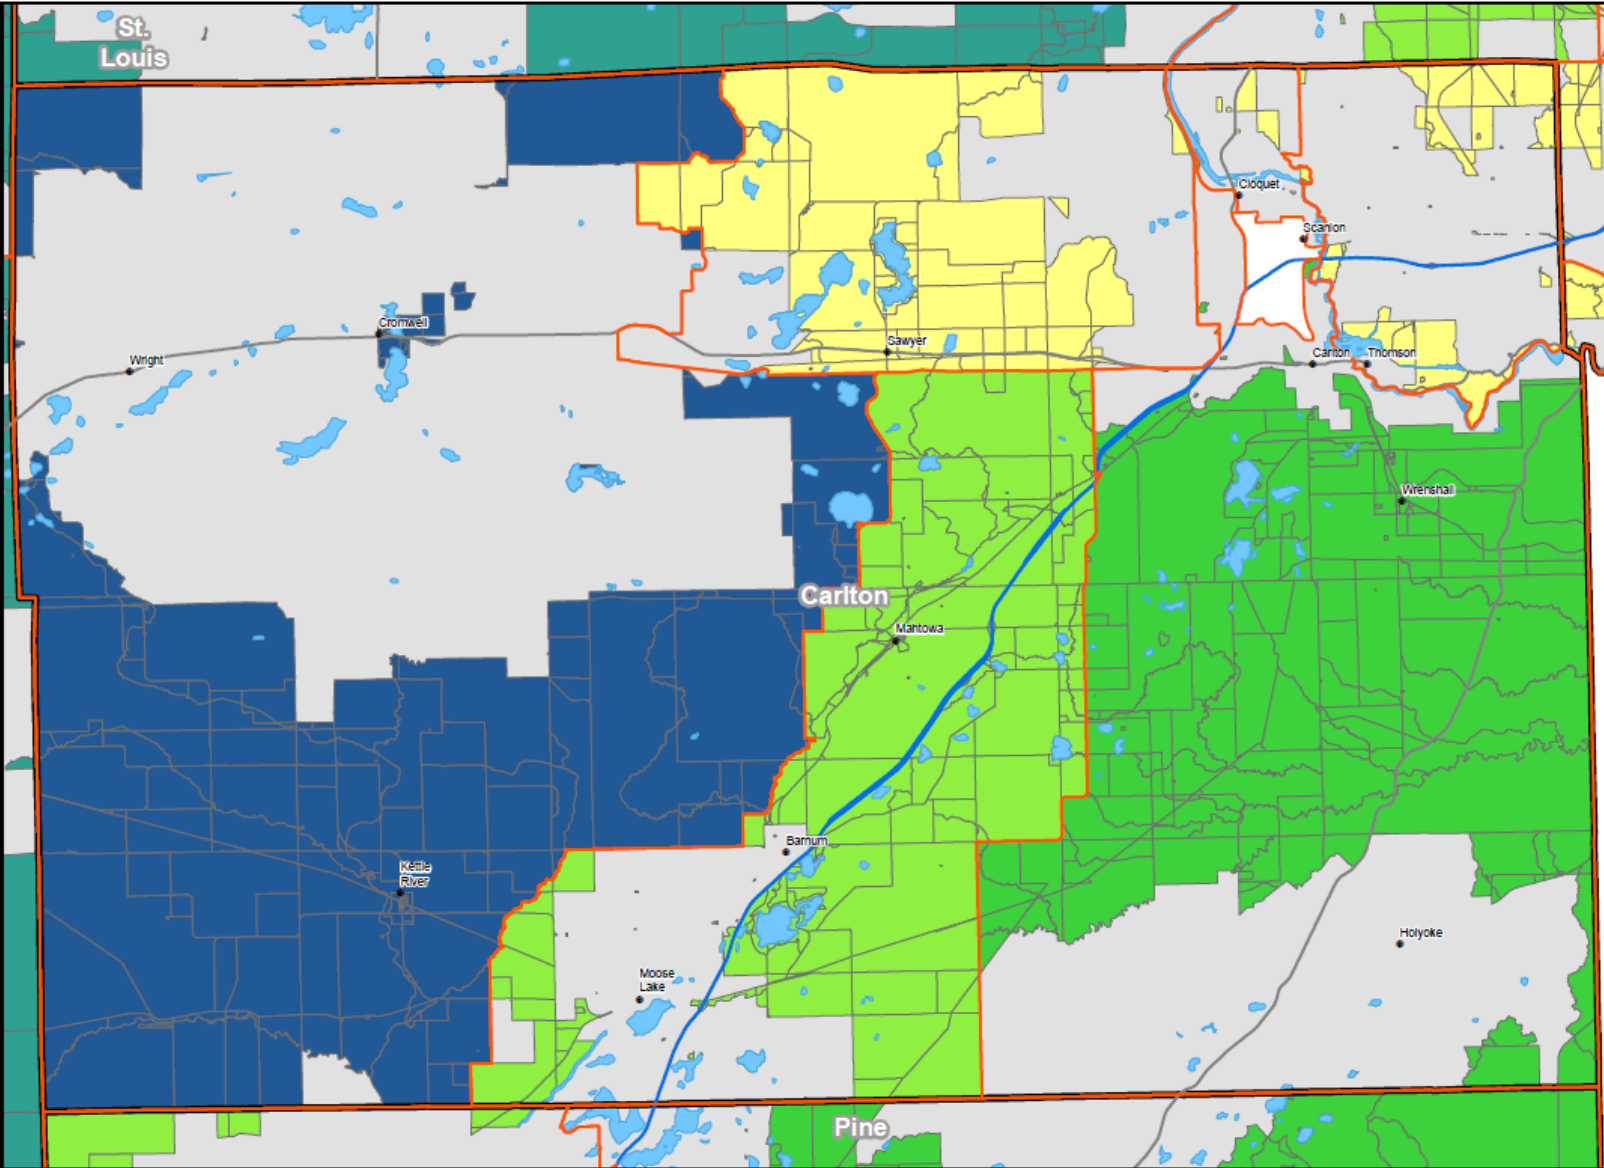 St.
Louis
Cloquet
Scanlon
Cromwell
Sawyer
Wright
Carlton
Thomson
Wrenshall
Carlton
Mahtowa
Barnum
Kettle
River
Holyoke
Moose
Lake
Pine